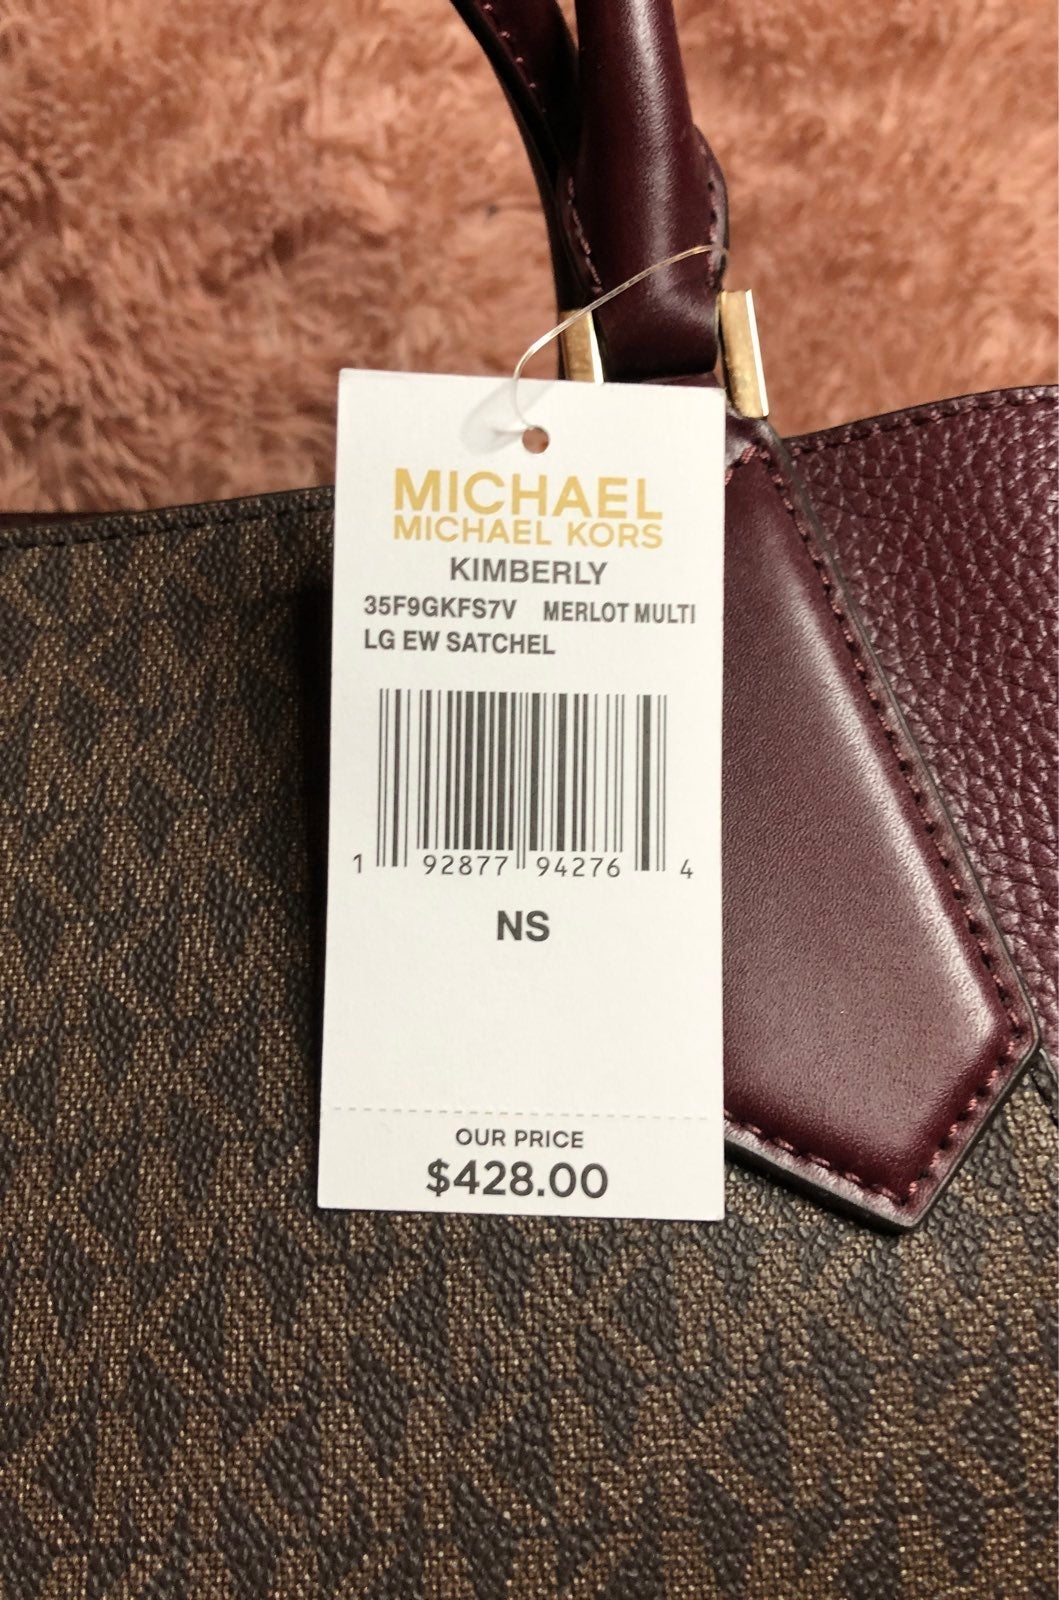 MICHAEL
MICHAEL KORS
KIMBERLY
35F9GKFS7V MERLOT MULTI
LG EW SATCHEL
1 92877 94276 4
NS
OUR PRICE
$428.00